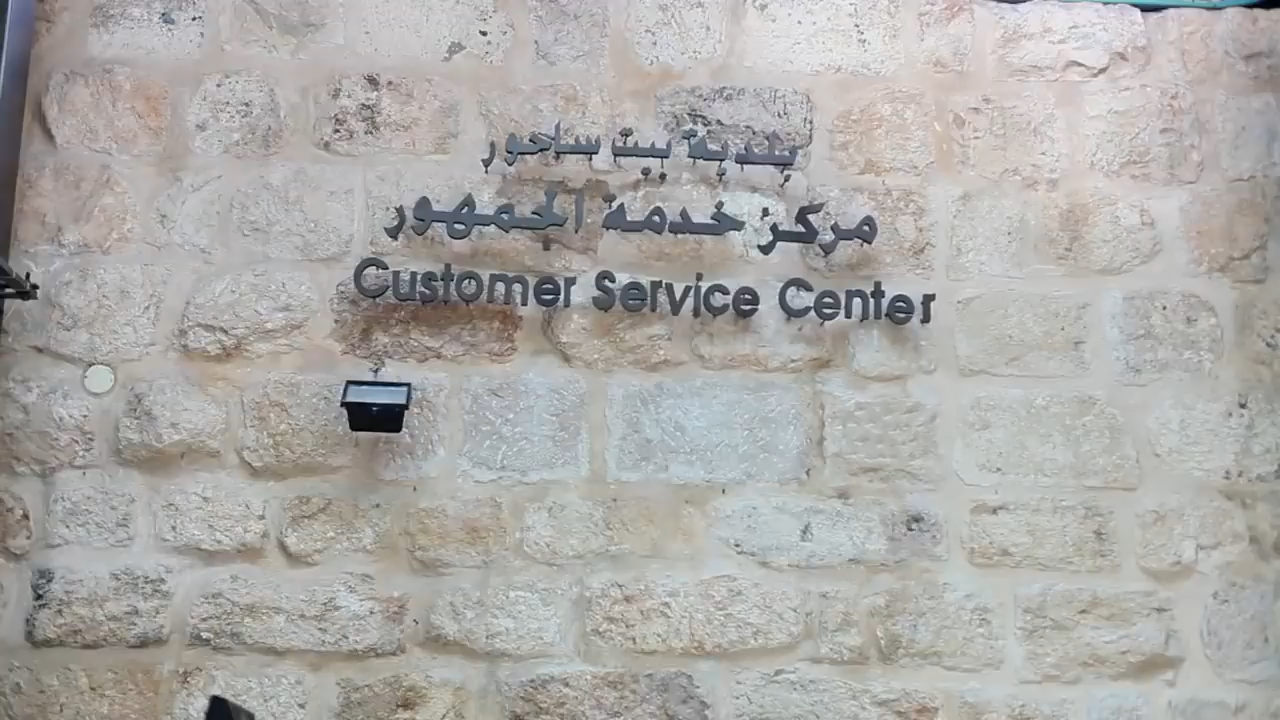 بلدية بيت ساحور
مركز خدمة الجمهور
Customer Service Center